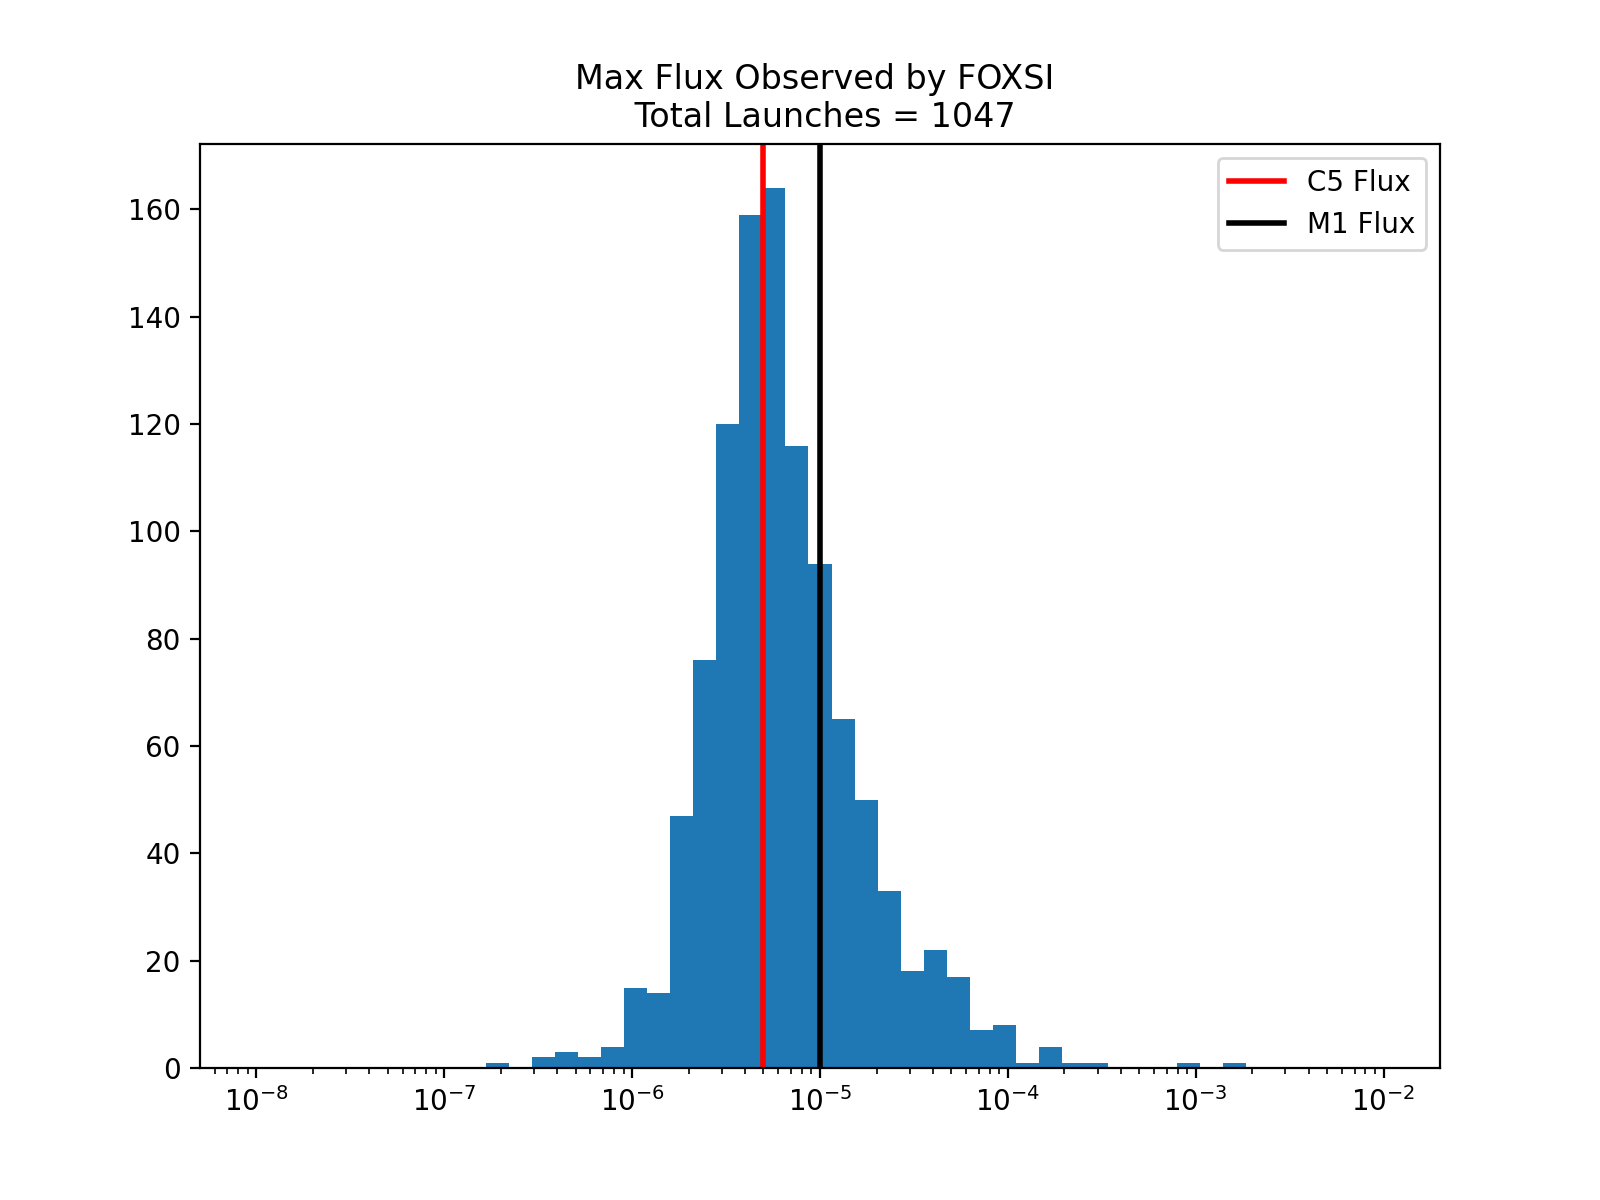 Max Flux Observed by FOXSI
Total Launches = 1047
C5 Flux
M1 Flux
160
140
120
100
80
60
40
20
0
10⁻⁸ 10⁻⁷ 10⁻⁶ 10⁻⁵ 10⁻⁴ 10⁻³ 10⁻²